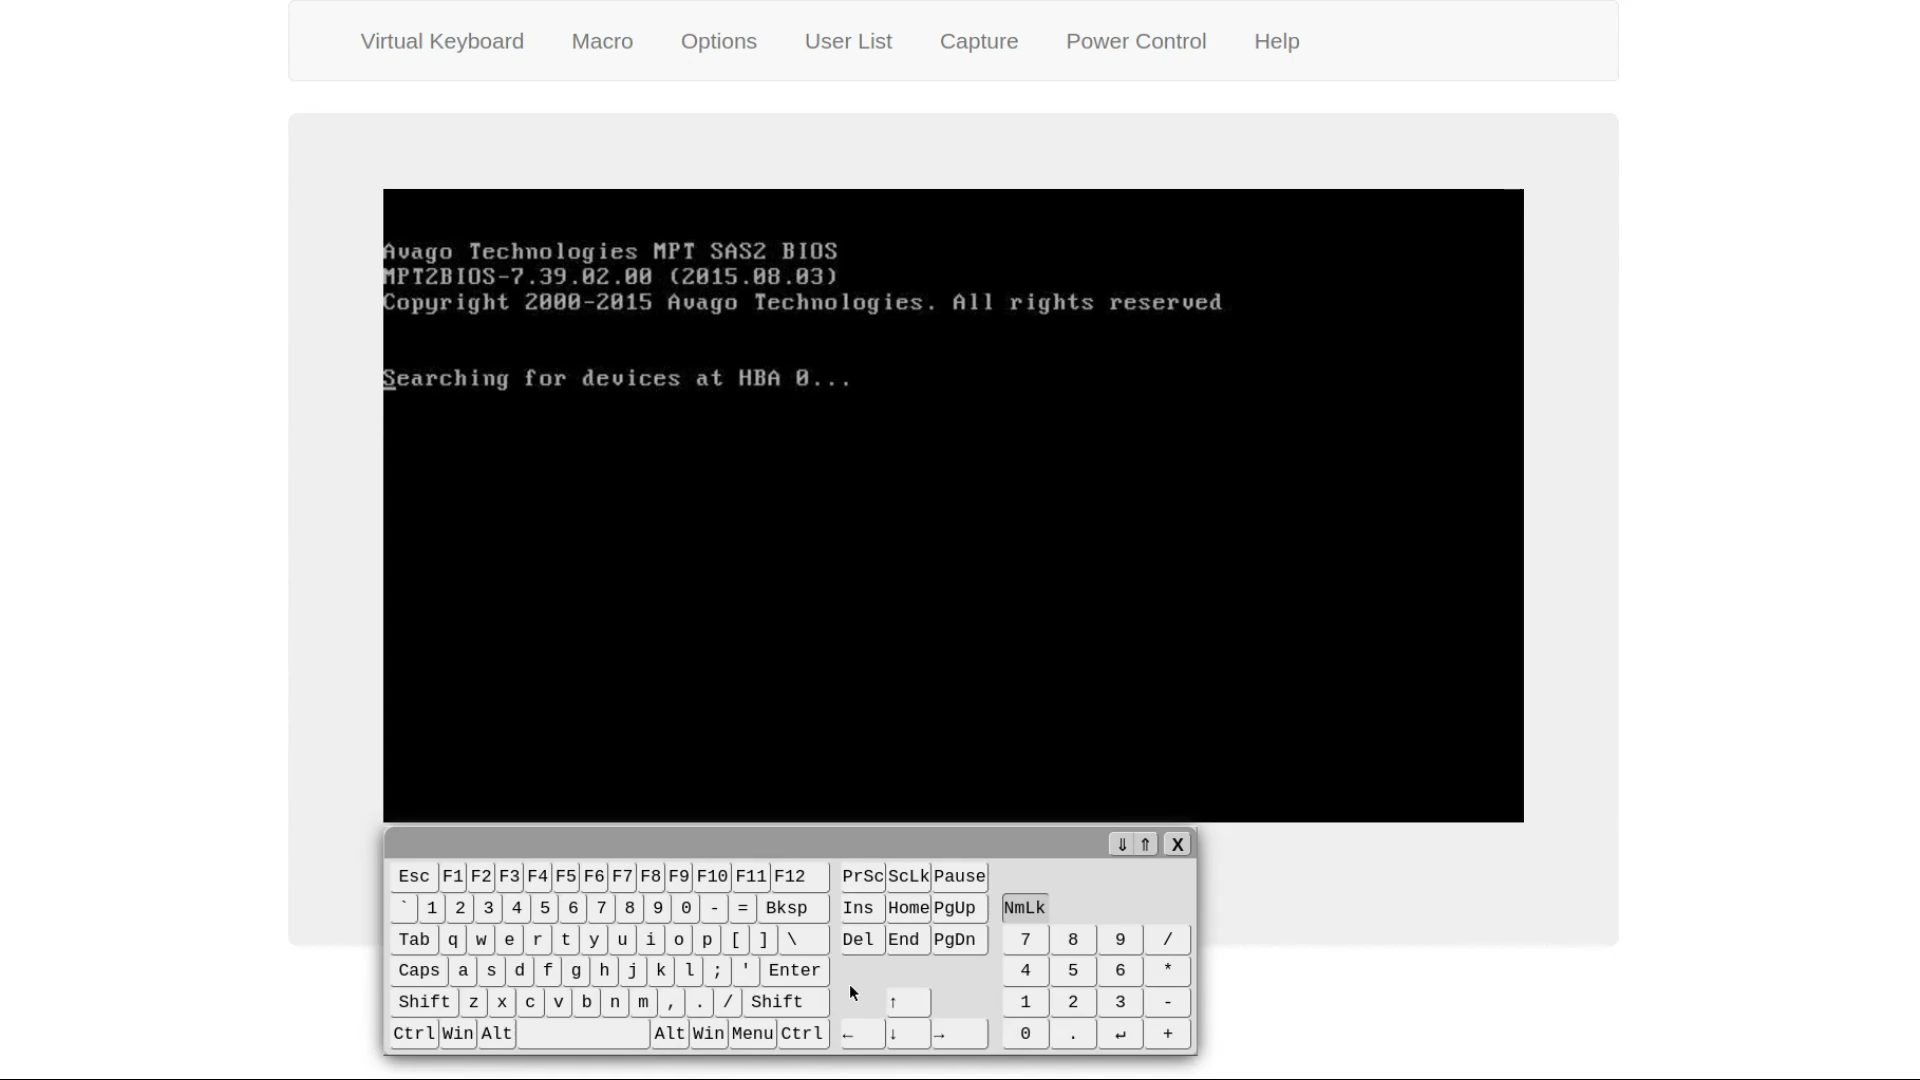 Virtual Keyboard Macro Options User List Capture Power Control Help
Avago Technologies MPT SAS2 BIOS
MPT2BIOS-7.39.02.00 (2015.08.03)
Copyright 2000-2015 Avago Technologies. All rights reserved
Searching for devices at HBA 0...
⇓ ⇑ X
Esc F1 F2 F3 F4 F5 F6 F7 F8 F9 F10 F11 F12 PrSc ScLk Pause
` 1 2 3 4 5 6 7 8 9 0 - = Bksp Ins Home PgUp NmLk
Tab q w e r t y u i o p [ ] \ Del End PgDn 7 8 9 /
Caps a s d f g h j k l ; ' Enter 4 5 6 *
Shift z x c v b n m , . / Shift ↑ 1 2 3 -
Ctrl Win Alt Alt Win Menu Ctrl ← ↓ → 0 . ↵ +